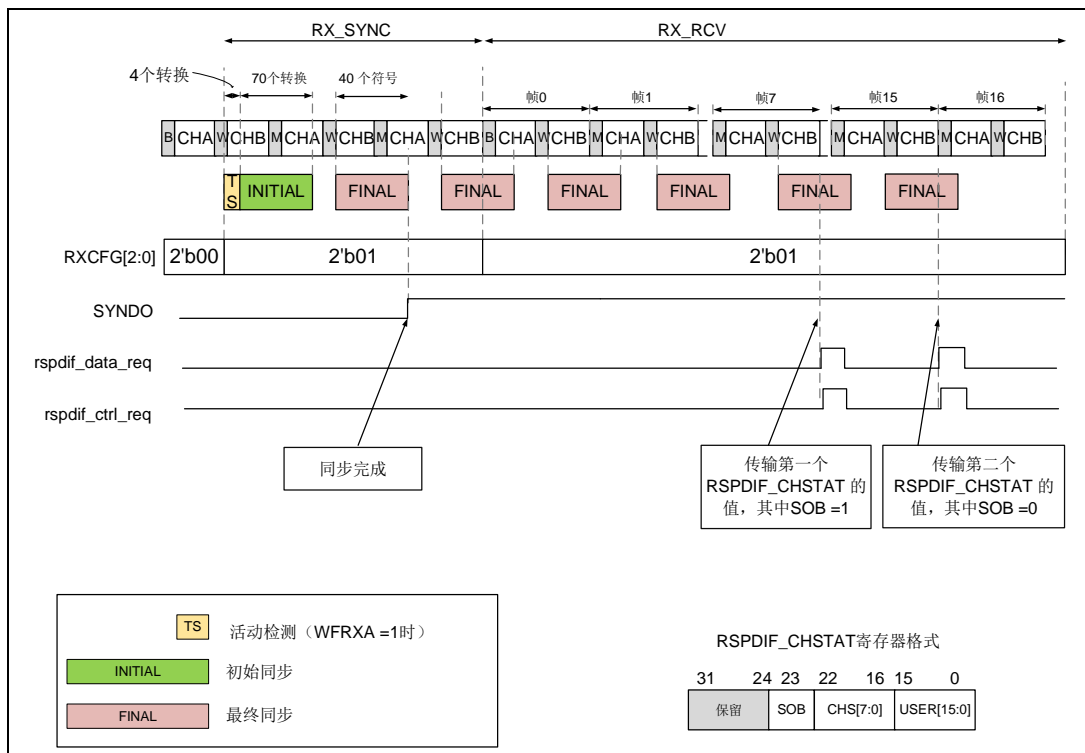 RX_SYNC RX_RCV
4个转换 70个转换 40 个符号
帧0 帧1 帧7 帧15 帧16
B CHA W CHB M CHA W CHB M CHA W CHB B CHA W CHB M CHA W CHB M CHA W CHB M CHA W CHB M CHA W CHB
TS INITIAL FINAL FINAL FINAL FINAL FINAL FINAL
RXCFG[2:0] 2'b00 2'b01 2'b01
SYNDO
rspdif_data_req
rspdif_ctrl_req
同步完成
传输第一个
RSPDIF_CHSTAT 的
值，其中SOB =1
传输第二个
RSPDIF_CHSTAT 的
值，其中SOB =0
TS 活动检测（WFRXA =1时）
INITIAL 初始同步
FINAL 最终同步
RSPDIF_CHSTAT寄存器格式
31 24 23 22 16 15 0
保留 SOB CHS[7:0] USER[15:0]